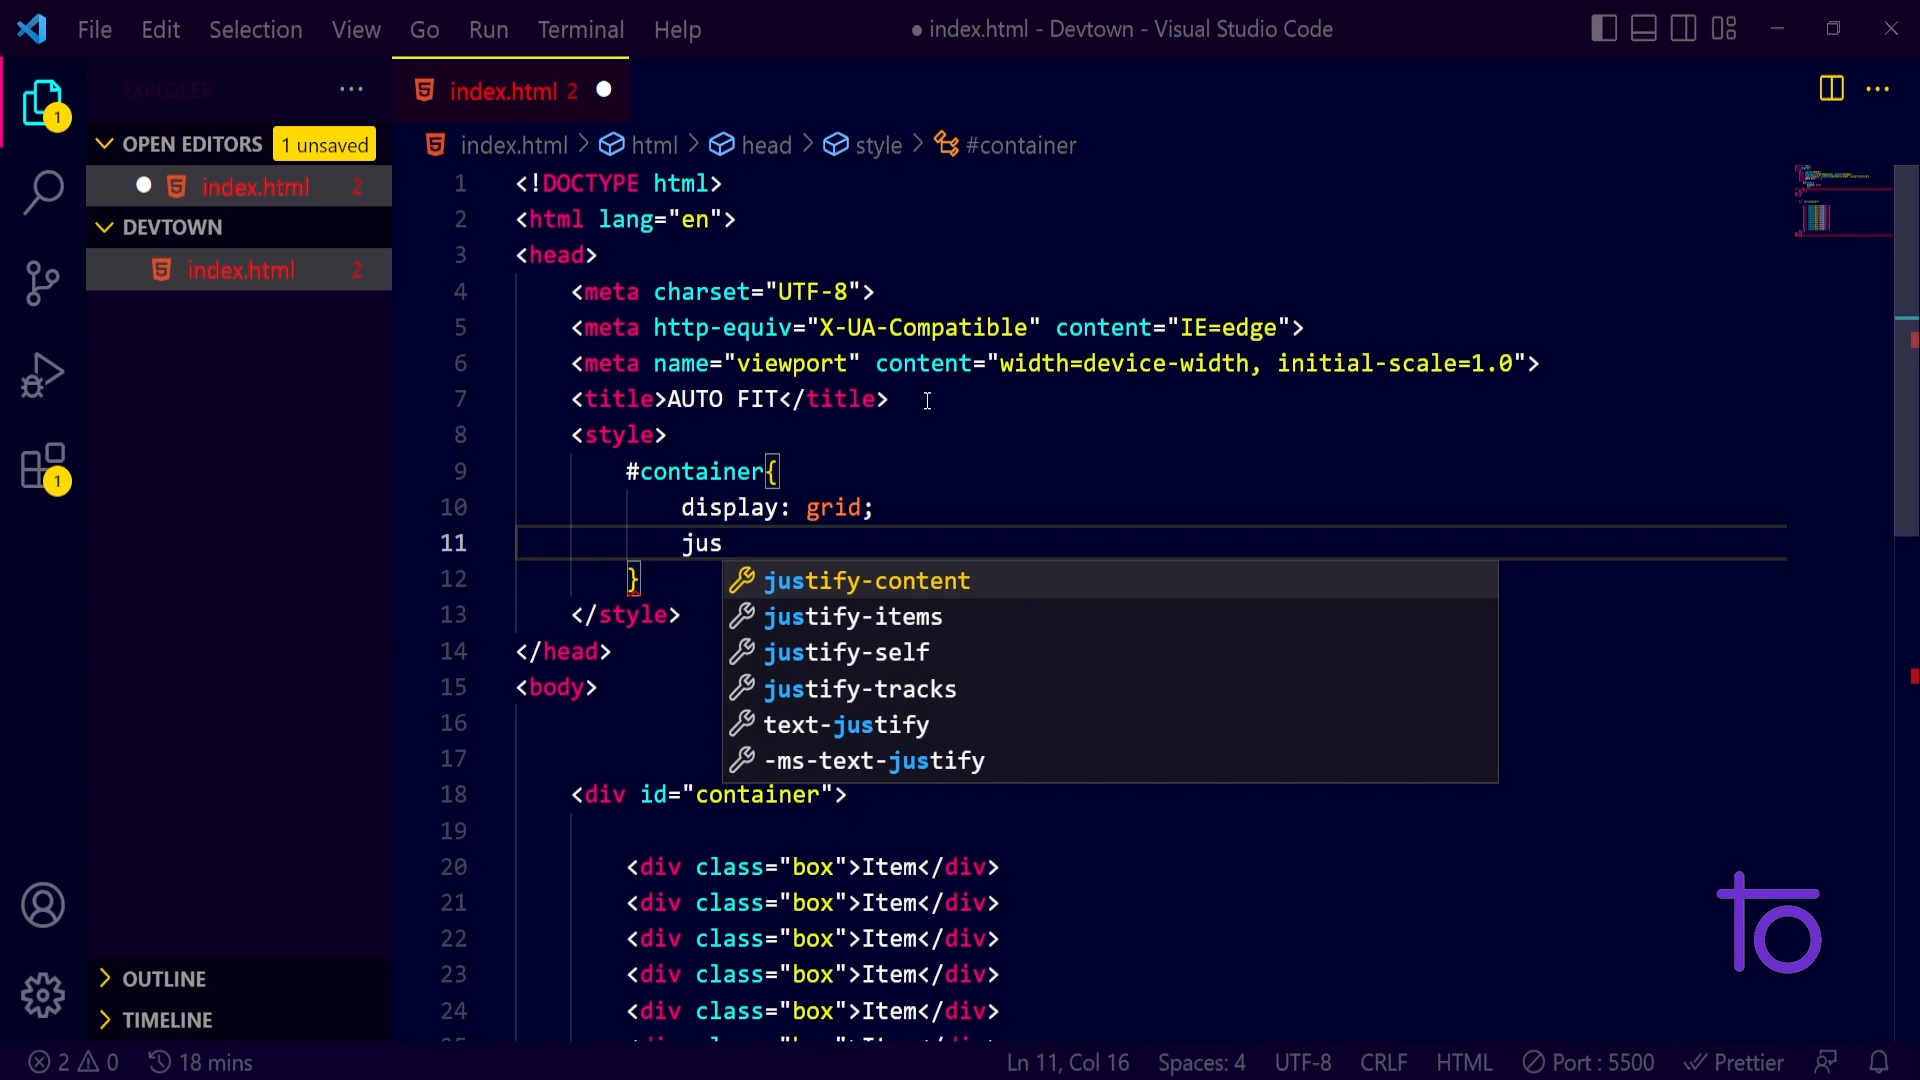 File Edit Selection View Go Run Terminal Help
● index.html - Devtown - Visual Studio Code
EXPLORER ···
index.html 2
OPEN EDITORS 1 unsaved
index.html 2
DEVTOWN
index.html 2
OUTLINE
TIMELINE
1
1
index.html > html > head > style > #container
1 <!DOCTYPE html>
2 <html lang="en">
3 <head>
4 <meta charset="UTF-8">
5 <meta http-equiv="X-UA-Compatible" content="IE=edge">
6 <meta name="viewport" content="width=device-width, initial-scale=1.0">
7 <title>AUTO FIT</title>
8 <style>
9 #container{
10 display: grid;
11 jus
12 }
13 </style>
14 </head>
15 <body>
16
17
18 <div id="container">
19
20 <div class="box">Item</div>
21 <div class="box">Item</div>
22 <div class="box">Item</div>
23 <div class="box">Item</div>
24 <div class="box">Item</div>
justify-content
justify-items
justify-self
justify-tracks
text-justify
-ms-text-justify
to
2 0 18 mins Ln 11, Col 16 Spaces: 4 UTF-8 CRLF HTML Port : 5500 Prettier